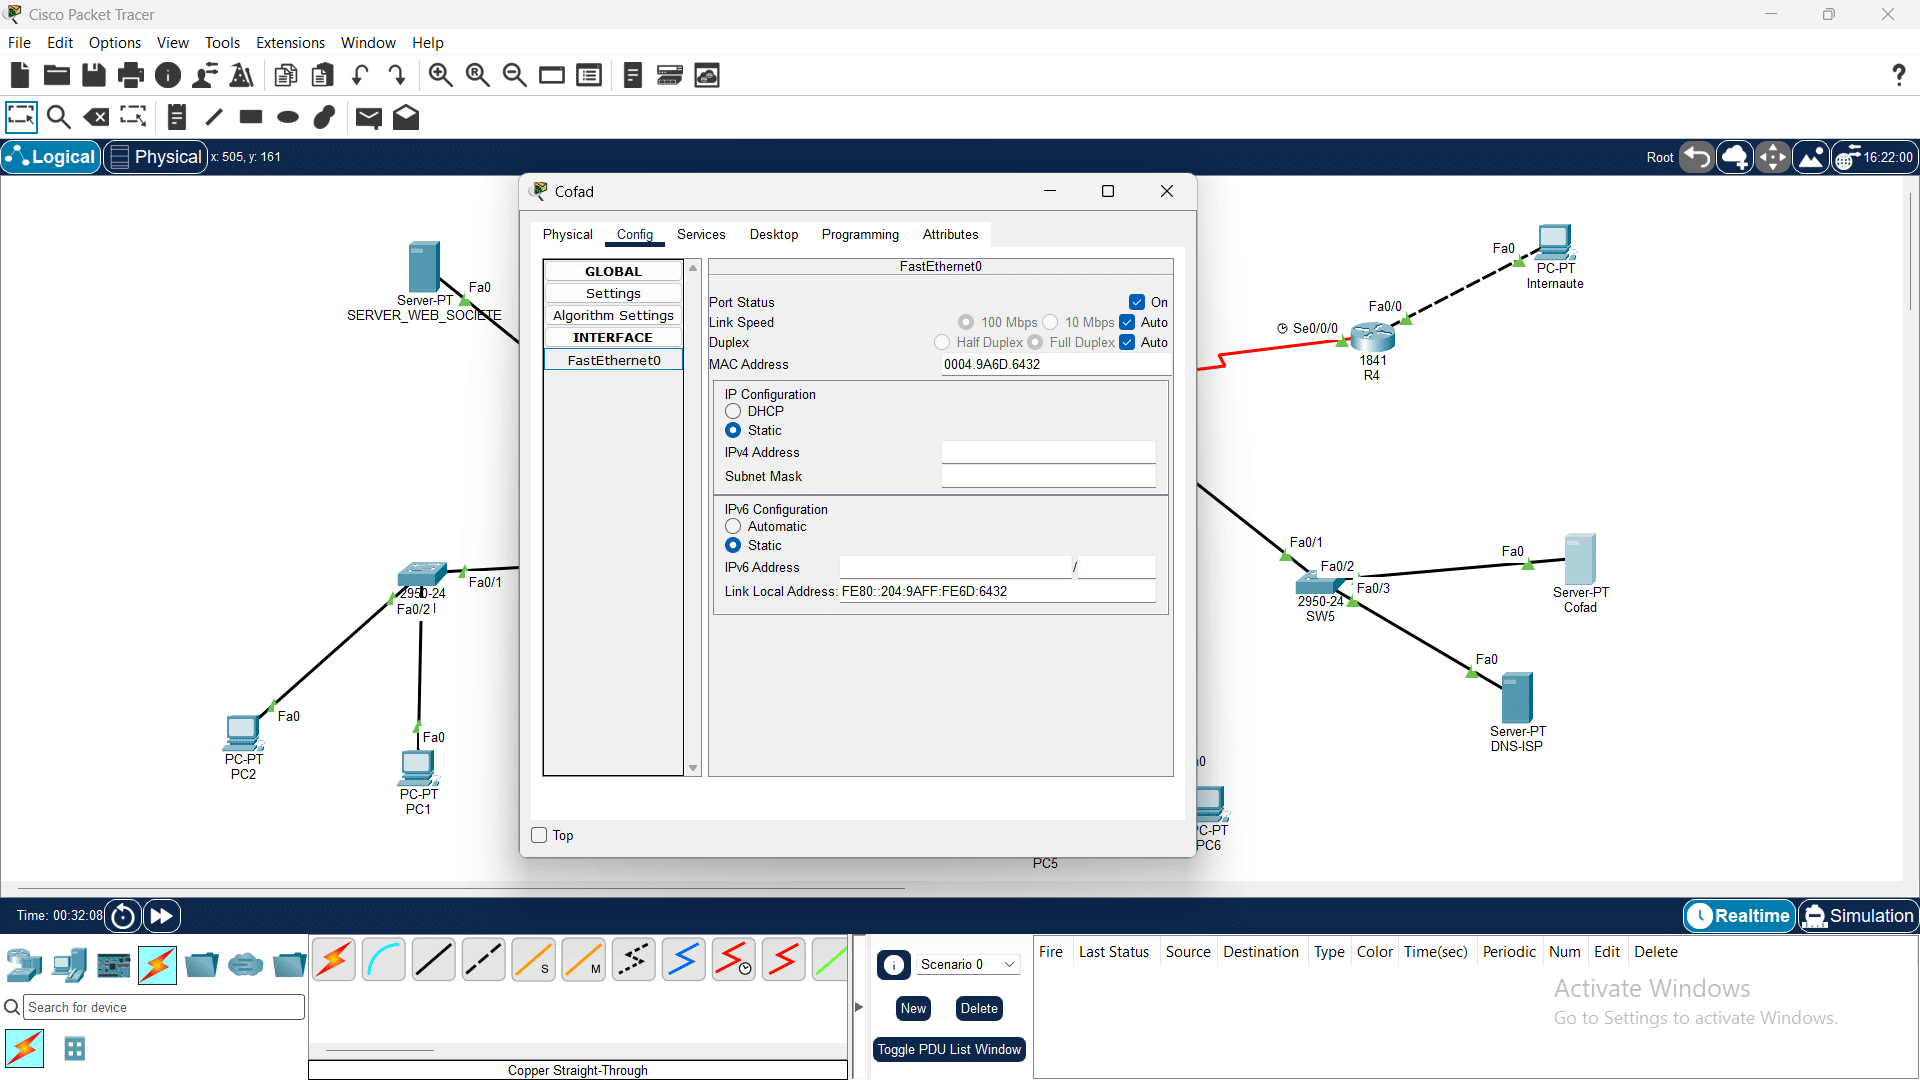 Cisco Packet Tracer
File Edit Options View Tools Extensions Window Help
Logical Physical x: 505, y: 161 Root 16:22:00
Cofad
Physical Config Services Desktop Programming Attributes
GLOBAL
Settings
Algorithm Settings
INTERFACE
FastEthernet0
FastEthernet0
Port Status On
Link Speed 100 Mbps 10 Mbps Auto
Duplex Half Duplex Full Duplex Auto
MAC Address 0004.9A6D.6432
IP Configuration
DHCP
Static
IPv4 Address
Subnet Mask
IPv6 Configuration
Automatic
Static
IPv6 Address /
Link Local Address: FE80::204:9AFF:FE6D:6432
Top
Fa0
Server-PT
SERVER_WEB_SOCIETE
Fa0/1
2950-24
Fa0/2
Fa0
PC-PT
PC2
Fa0
PC-PT
PC1
Fa0
PC-PT
Internaute
Fa0/0
Se0/0/0
1841
R4
Fa0/1
Fa0/2
Fa0/3
2950-24
SW5
Fa0
Server-PT
Cofad
Fa0
Server-PT
DNS-ISP
PC6
PC5
Time: 00:32:08 Realtime Simulation
Search for device
S
M
Copper Straight-Through
Scenario 0
New Delete
Toggle PDU List Window
Fire Last Status Source Destination Type Color Time(sec) Periodic Num Edit Delete
Activate Windows
Go to Settings to activate Windows.